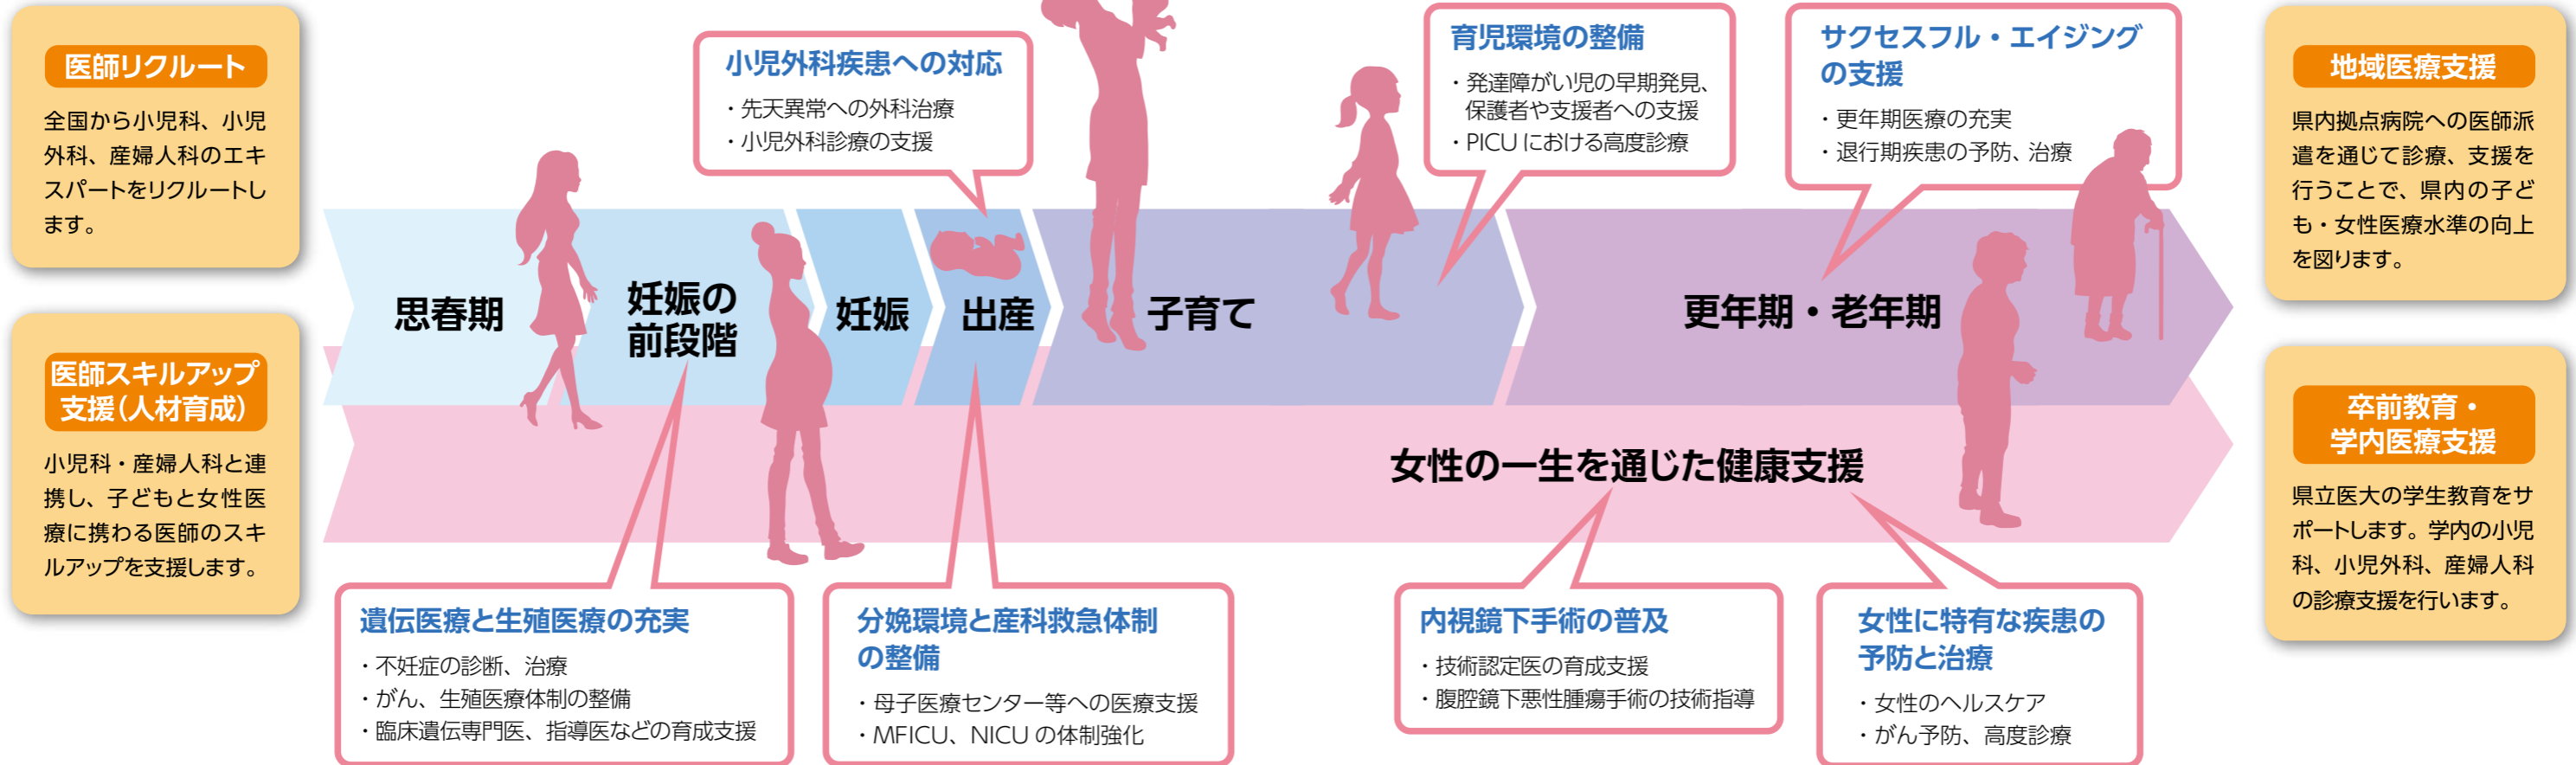 医師リクルート
全国から小児科、小児
外科、産婦人科のエキ
スパートをリクルートし
ます。
医師スキルアップ
支援（人材育成）
小児科・産婦人科と連
携し、子どもと女性医
療に携わる医師のスキ
ルアップを支援します。
小児外科疾患への対応
・先天異常への外科治療
・小児外科診療の支援
育児環境の整備
・発達障がい児の早期発見、
保護者や支援者への支援
・PICU における高度診療
サクセスフル・エイジング
の支援
・更年期医療の充実
・退行期疾患の予防、治療
思春期
妊娠の
前段階
妊娠
出産
子育て
更年期・老年期
女性の一生を通じた健康支援
遺伝医療と生殖医療の充実
・不妊症の診断、治療
・がん、生殖医療体制の整備
・臨床遺伝専門医、指導医などの育成支援
分娩環境と産科救急体制
の整備
・母子医療センター等への医療支援
・MFICU、NICU の体制強化
内視鏡下手術の普及
・技術認定医の育成支援
・腹腔鏡下悪性腫瘍手術の技術指導
女性に特有な疾患の
予防と治療
・女性のヘルスケア
・がん予防、高度診療
地域医療支援
県内拠点病院への医師派
遣を通じて診療、支援を
行うことで、県内の子ど
も・女性医療水準の向上
を図ります。
卒前教育・
学内医療支援
県立医大の学生教育をサ
ポートします。学内の小児
科、小児外科、産婦人科
の診療支援を行います。